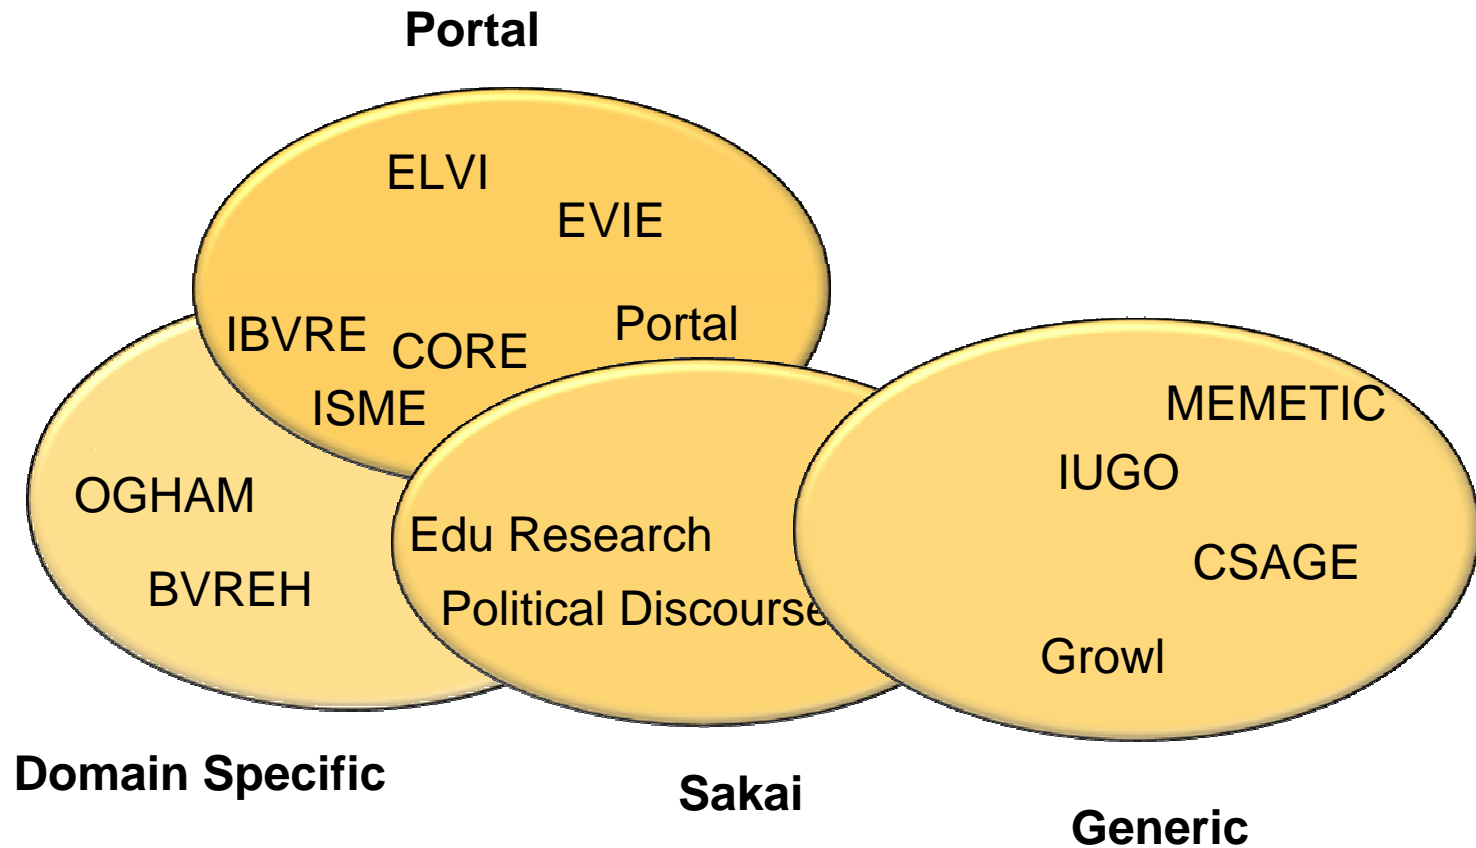 Portal
ELVI
EVIE
Portal
IBVRE
CORE
ISME
MEMETIC
IUGO
OGHAM
Edu Research
CSAGE
BVREH
Political Discourse
Growl
Domain Specific
Sakai
Generic